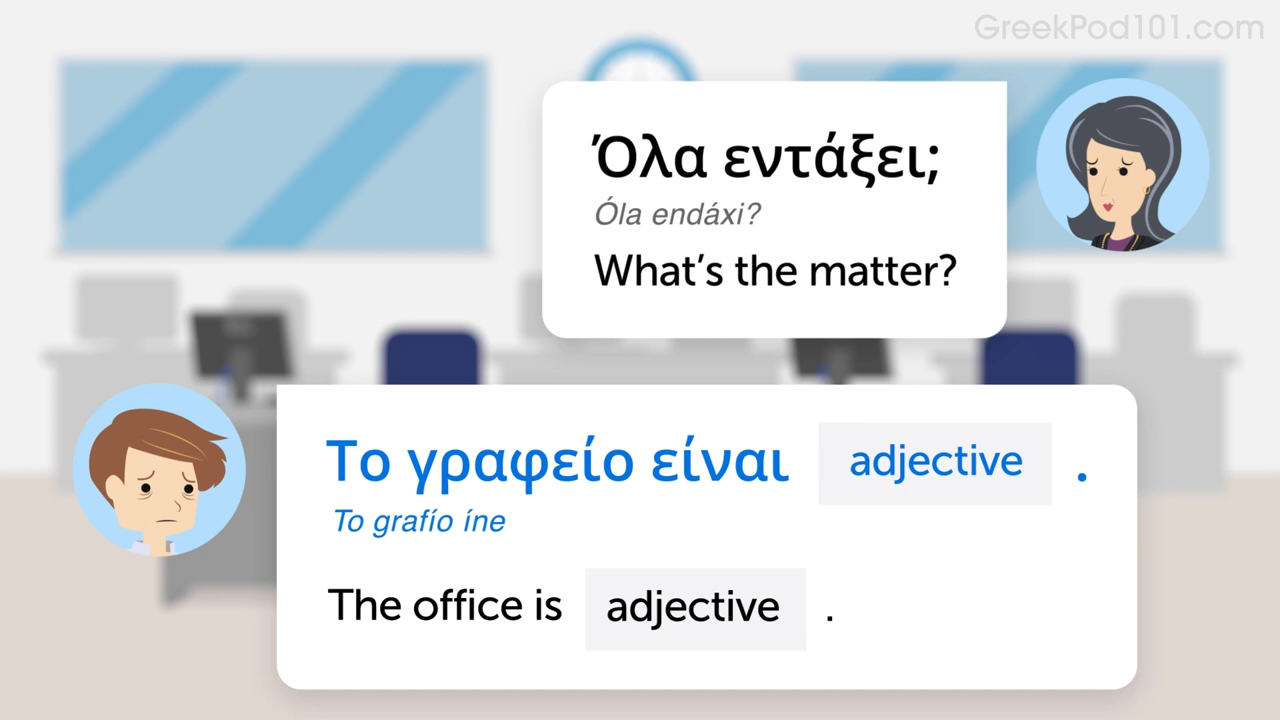 GreekPod101.com
Όλα εντάξει;
Óla endáxi?
What's the matter?
Το γραφείο είναι adjective .
To grafío íne
The office is adjective .